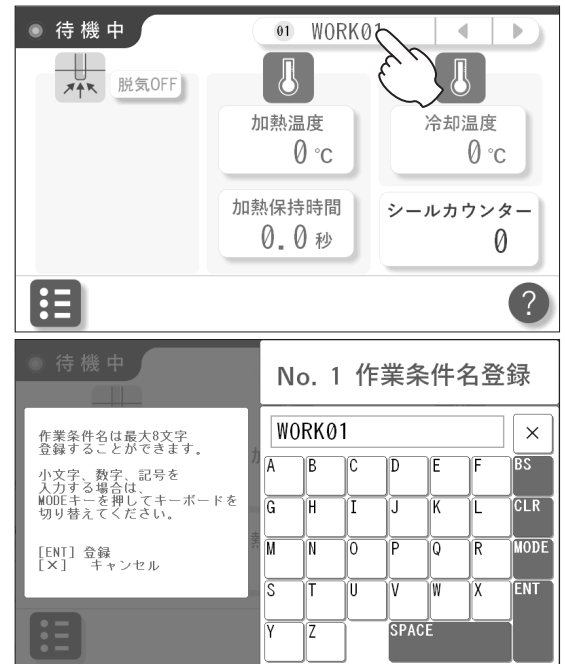 待機中
01 WORK01
脱気OFF
加熱温度
0 ℃
冷却温度
0 ℃
加熱保持時間
0.0 秒
シールカウンター
0
?
待機中
No. 1 作業条件名登録
作業条件名は最大8文字
登録することができます。
小文字、数字、記号を
入力する場合は、
MODEキーを押してキーボードを
切り替えてください。
[ENT] 登録
[×] キャンセル
WORK01
×
A B C D E F BS
G H I J K L CLR
M N O P Q R MODE
S T U V W X ENT
Y Z SPACE